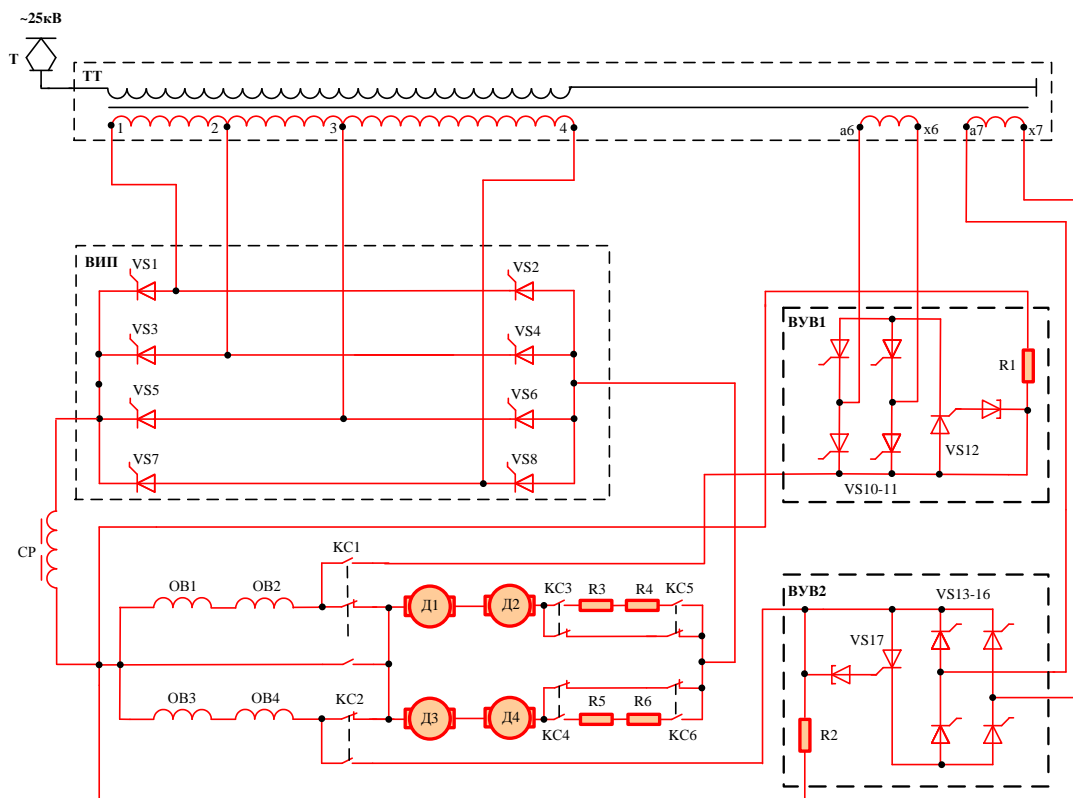 ~25кВ
Т
ТТ
1
2
3
4
а6
х6
а7
х7
ВИП
VS1
VS2
VS3
VS4
VS5
VS6
VS7
VS8
ВУВ1
R1
VS12
VS10-11
СР
КС1
ОВ1
ОВ2
Д1
Д2
КС3
R3
R4
КС5
ОВ3
ОВ4
КС2
Д3
Д4
КС4
R5
R6
КС6
ВУВ2
VS13-16
VS17
R2